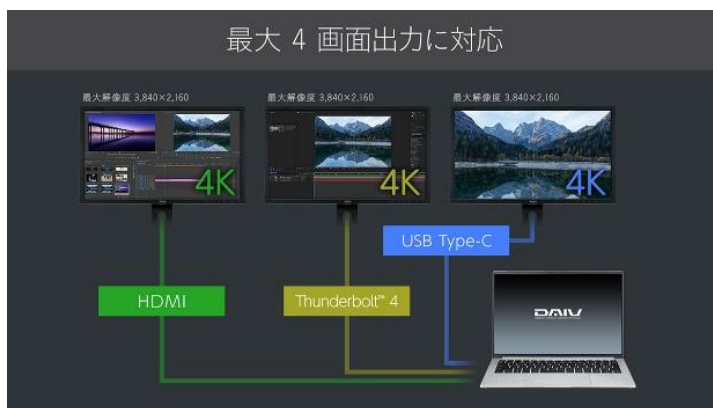 最大 4 画面出力に対応
最大解像度 3,840×2,160
最大解像度 3,840×2,160
最大解像度 3,840×2,160
4K
4K
4K
USB Type-C
HDMI
Thunderbolt™ 4
DAIV